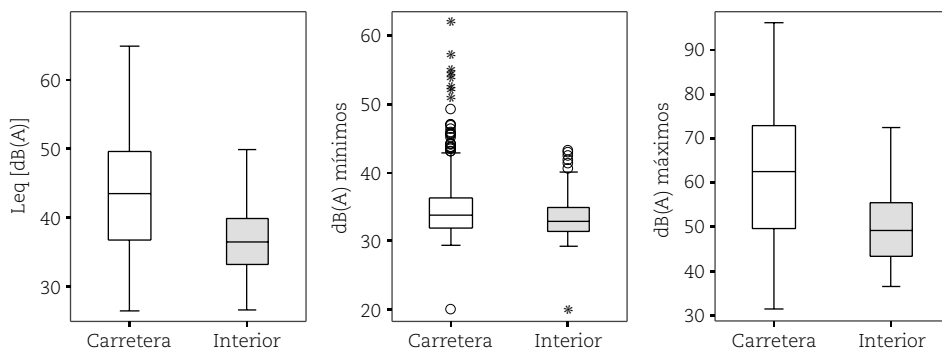 Leq [dB(A)]
60
50
40
30
Carretera
Interior
dB(A) mínimos
60
50
40
30
20
Carretera
Interior
dB(A) máximos
90
80
70
60
50
40
30
Carretera
Interior